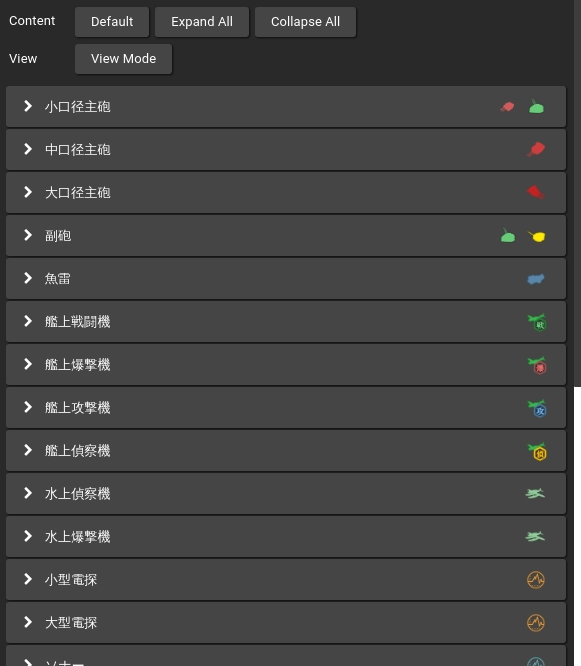 Content Default Expand All Collapse All
View View Mode
小口径主砲
中口径主砲
大口径主砲
副砲
魚雷
艦上戦闘機
艦上爆撃機
艦上攻撃機
艦上偵察機
水上偵察機
水上爆撃機
小型電探
大型電探
ソナー